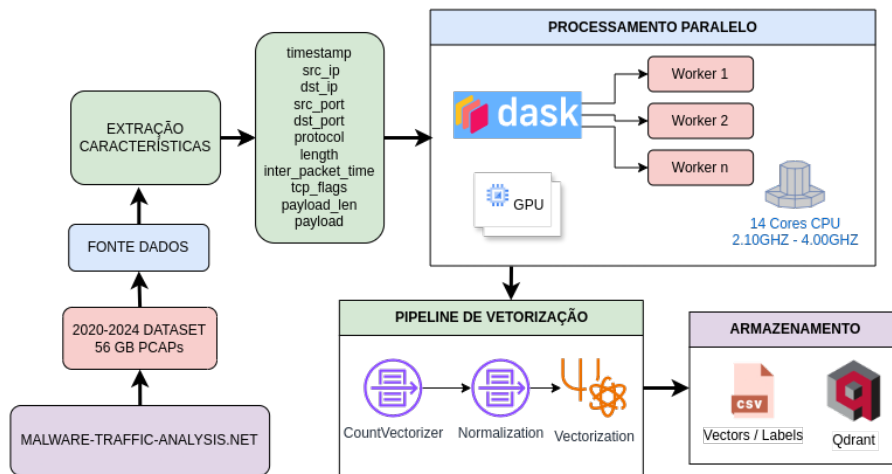 MALWARE-TRAFFIC-ANALYSIS.NET
2020-2024 DATASET
56 GB PCAPs
FONTE DADOS
EXTRAÇÃO
CARACTERÍSTICAS
timestamp
src_ip
dst_ip
src_port
dst_port
protocol
length
inter_packet_time
tcp_flags
payload_len
payload
PROCESSAMENTO PARALELO
dask
Worker 1
Worker 2
Worker n
GPU
14 Cores CPU
2.10GHZ - 4.00GHZ
PIPELINE DE VETORIZAÇÃO
CountVectorizer
Normalization
Vectorization
ARMAZENAMENTO
CSV
Vectors / Labels
Qdrant